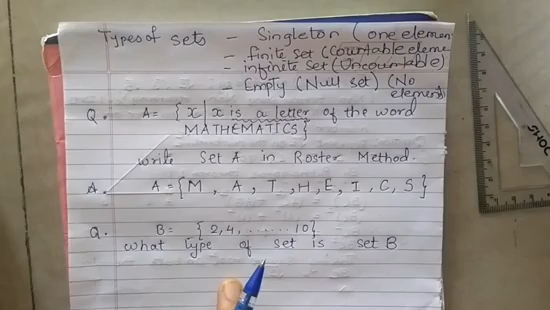 Types of sets - Singleton (one elemen
- finite set (Countable eleme
- infinite set (Uncountable)
- Empty (Null set) (No
element)
Q. A = {x|x is a letter of the word
MATHEMATICS}
write Set A in Roster Method.
A. A = {M, A, T, H, E, I, C, S}
Q. B = {2,4, ....... 10}
what type of set is set B